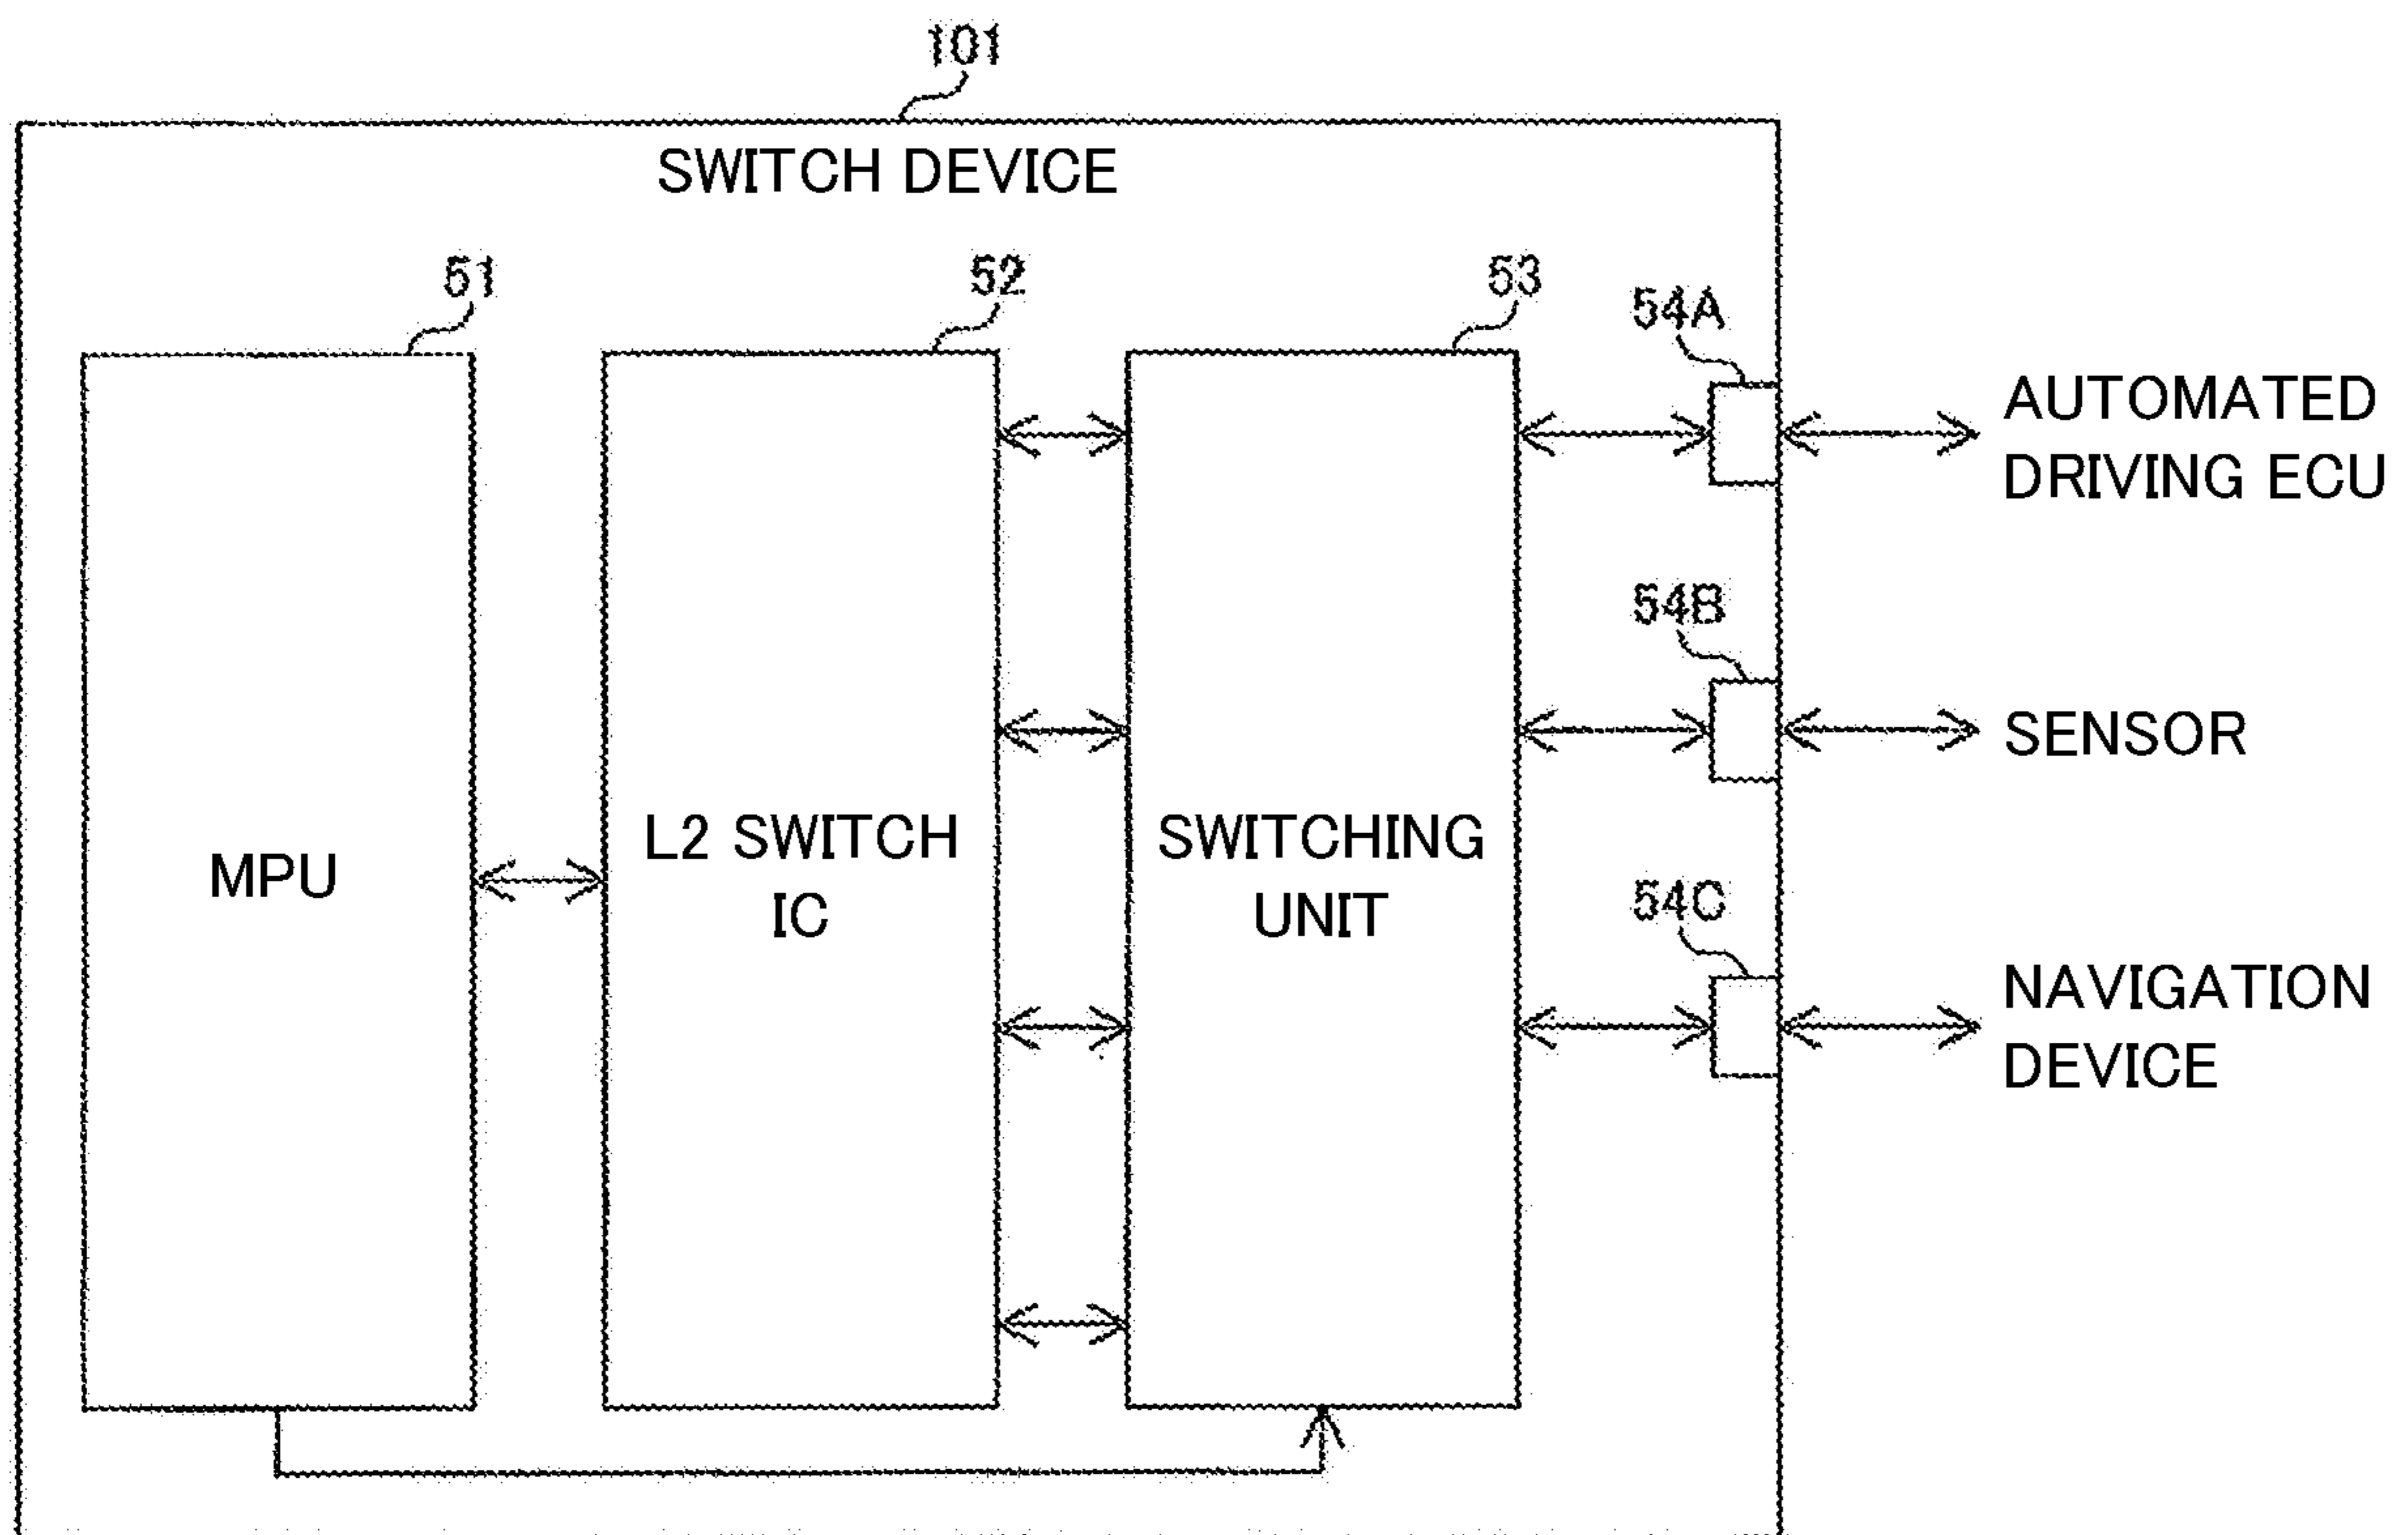 101
SWITCH DEVICE
51
52
53
54A
AUTOMATED
DRIVING ECU
54B
SENSOR
MPU
L2 SWITCH
IC
SWITCHING
UNIT
54C
NAVIGATION
DEVICE